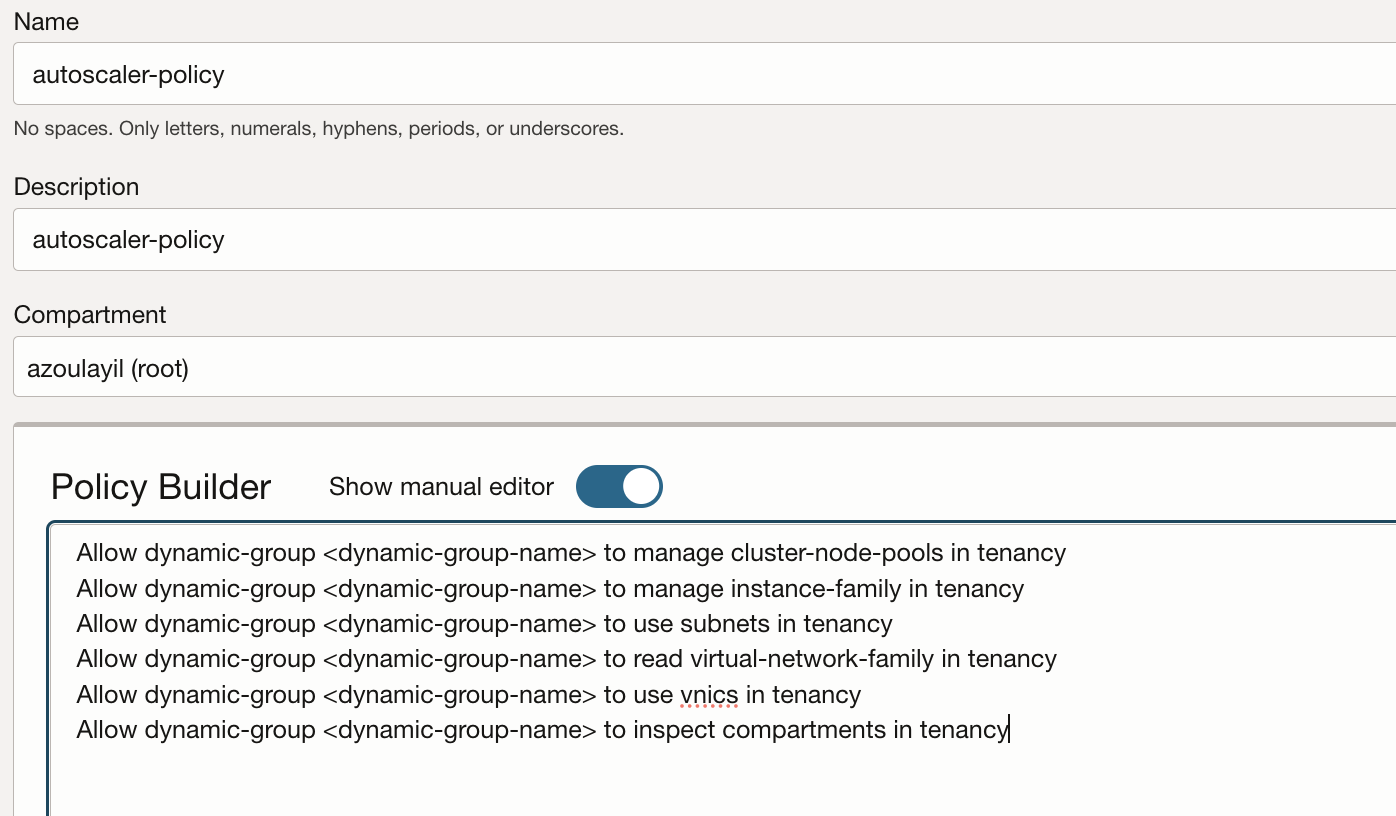 Name
autoscaler-policy
No spaces. Only letters, numerals, hyphens, periods, or underscores.
Description
autoscaler-policy
Compartment
azoulayil (root)
Policy Builder
Show manual editor
Allow dynamic-group <dynamic-group-name> to manage cluster-node-pools in tenancy
Allow dynamic-group <dynamic-group-name> to manage instance-family in tenancy
Allow dynamic-group <dynamic-group-name> to use subnets in tenancy
Allow dynamic-group <dynamic-group-name> to read virtual-network-family in tenancy
Allow dynamic-group <dynamic-group-name> to use vnics in tenancy
Allow dynamic-group <dynamic-group-name> to inspect compartments in tenancy